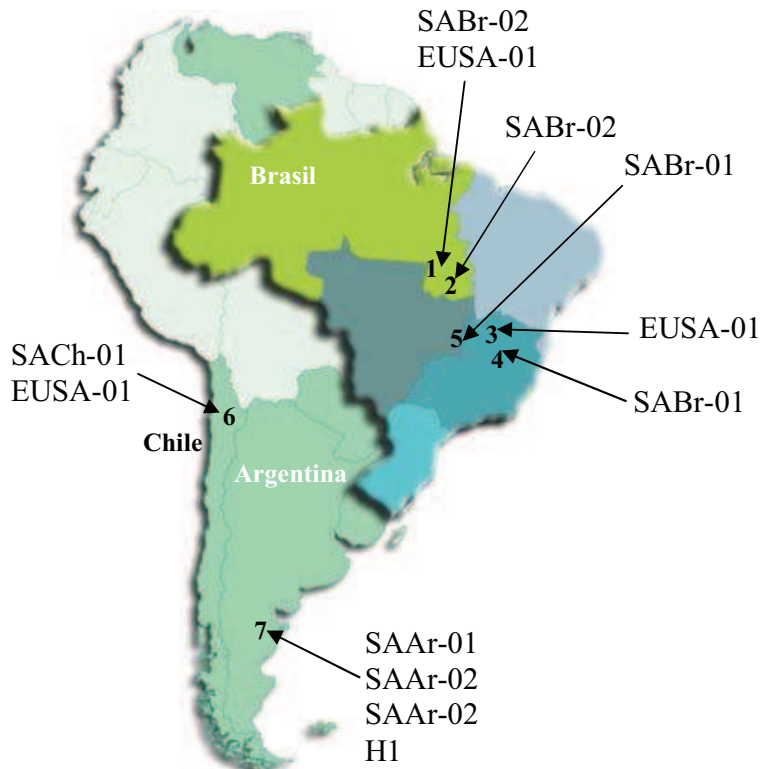 SABr-02
EUSA-01
SABr-02
SABr-01
Brasil
1
2
EUSA-01
3
5
4
SACh-01
EUSA-01
SABr-01
6
Chile
Argentina
7
SAAr-01
SAAr-02
SAAr-02
H1